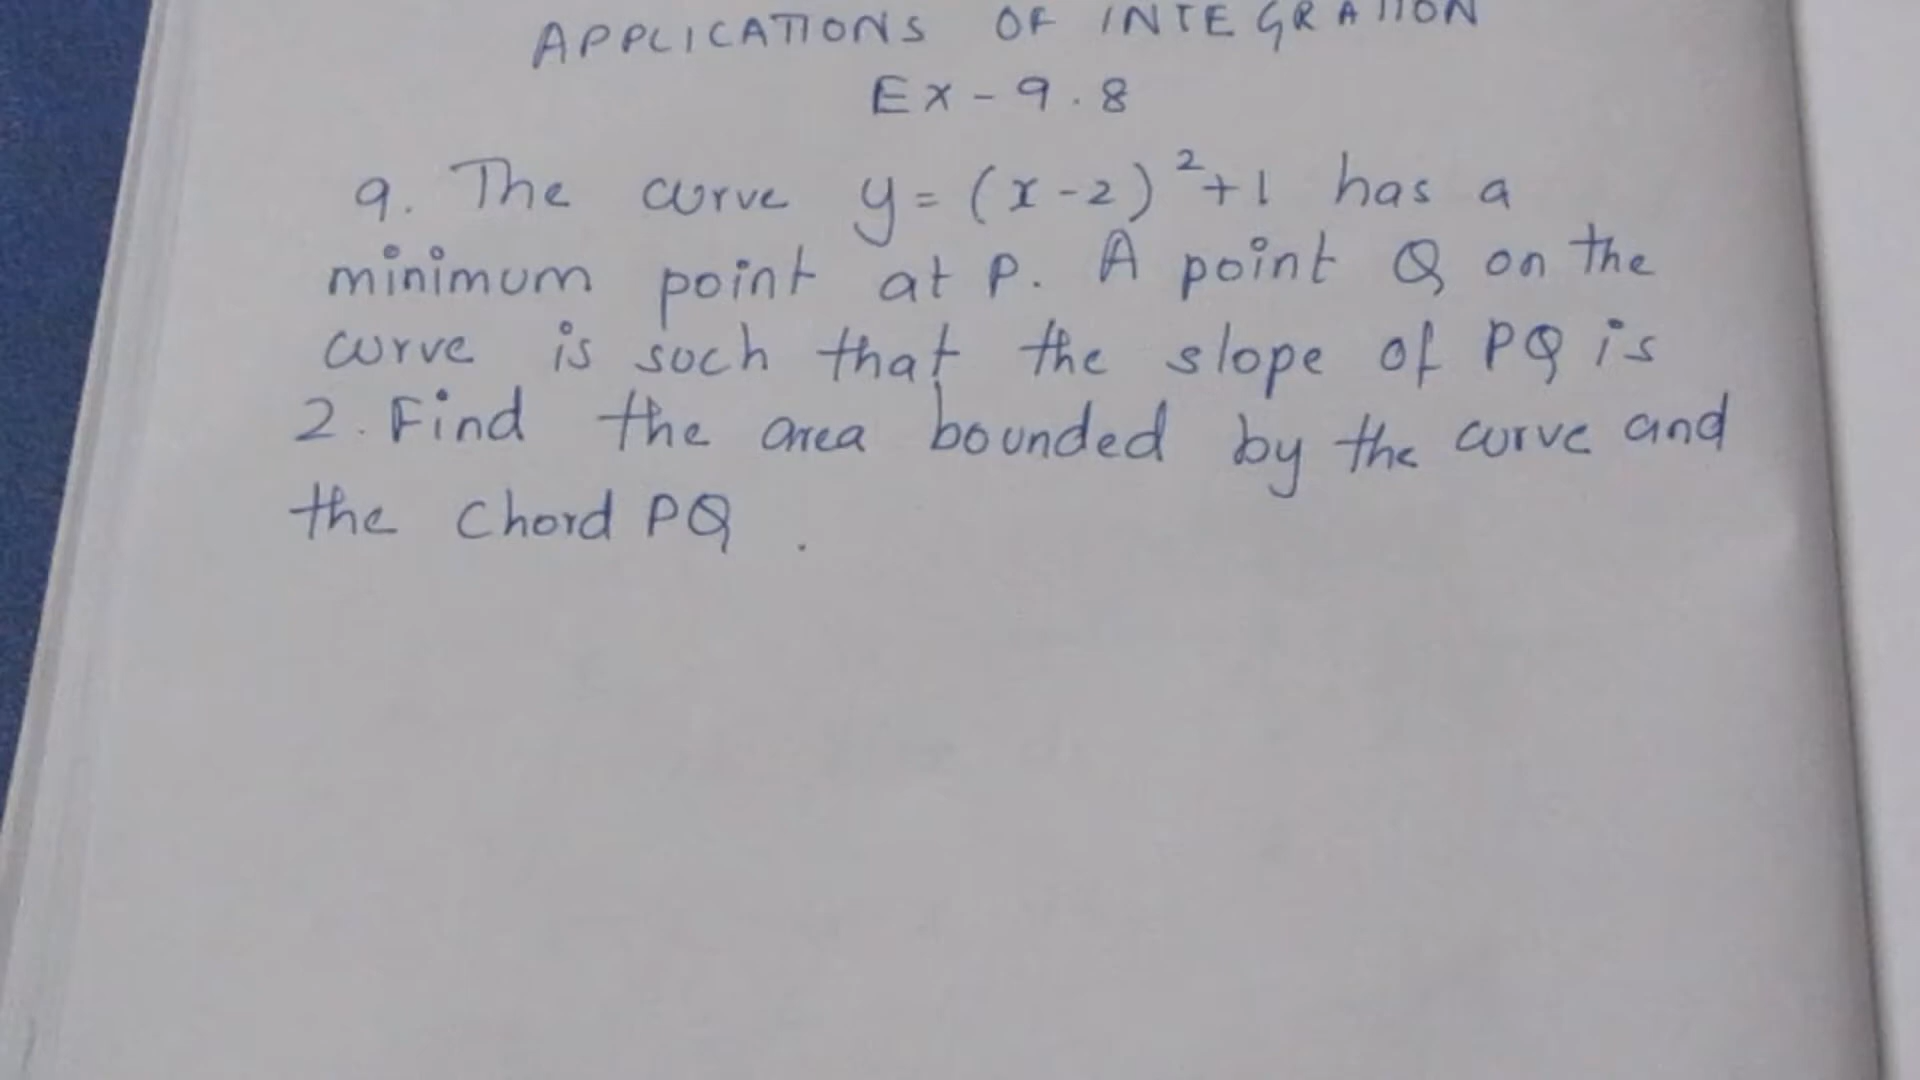 APPLICATIONS OF INTEGRATION
Ex - 9.8
9. The curve y = (x-2)²+1 has a
minimum point at P. A point Q on the
curve is such that the slope of PQ is
2. Find the area bounded by the curve and
the chord PQ.